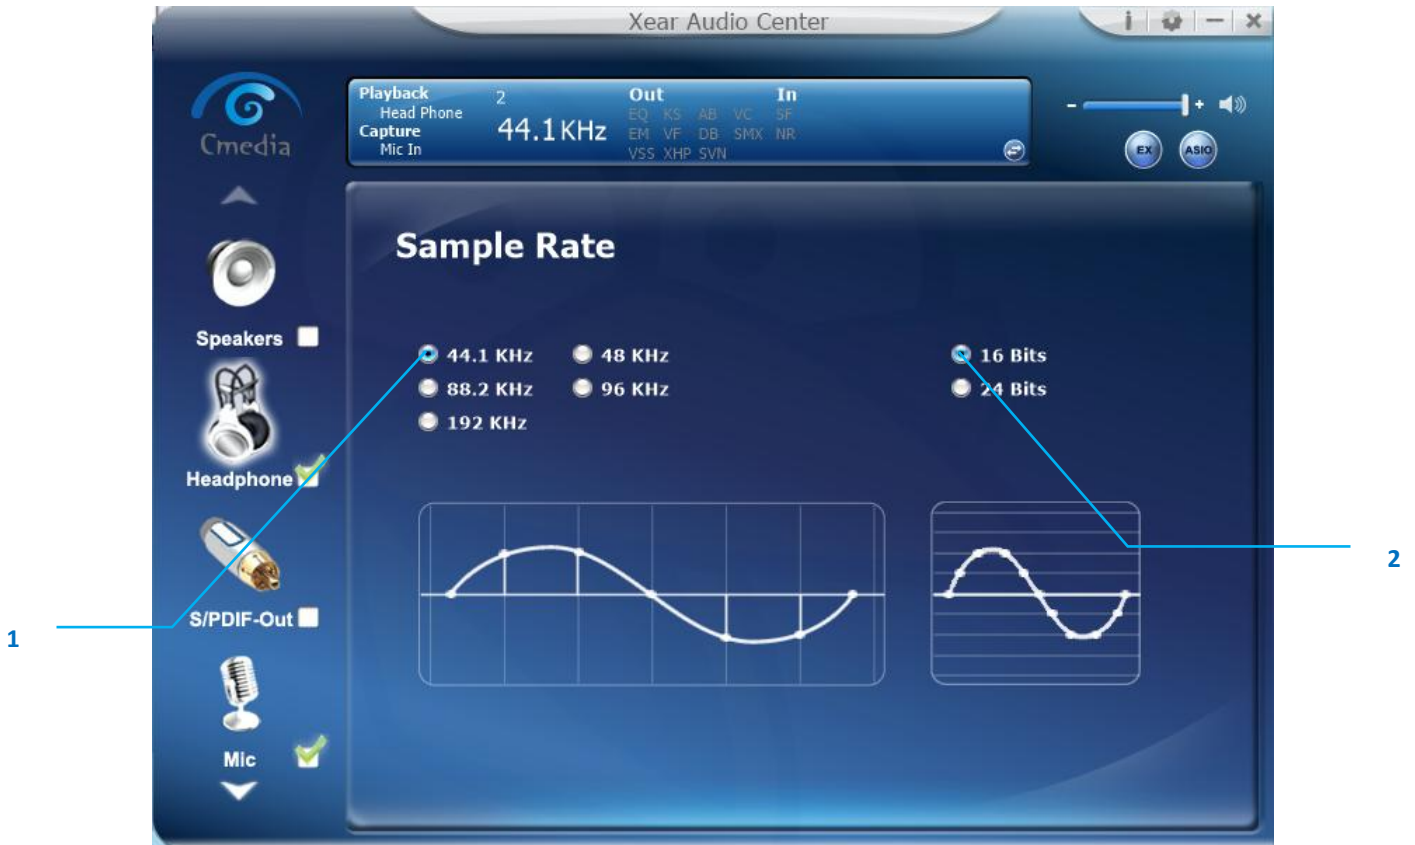 Xear Audio Center
i
Cmedia
Playback
Head Phone
Capture
Mic In
2
44.1KHz
Out In
EQ KS AB VC SF
EM VF DB SMX NR
VSS XHP SVN
- +
EX ASIO
Sample Rate
Speakers
44.1 KHz 48 KHz 16 Bits
88.2 KHz 96 KHz 24 Bits
192 KHz
Headphone
S/PDIF-Out
Mic
1
2